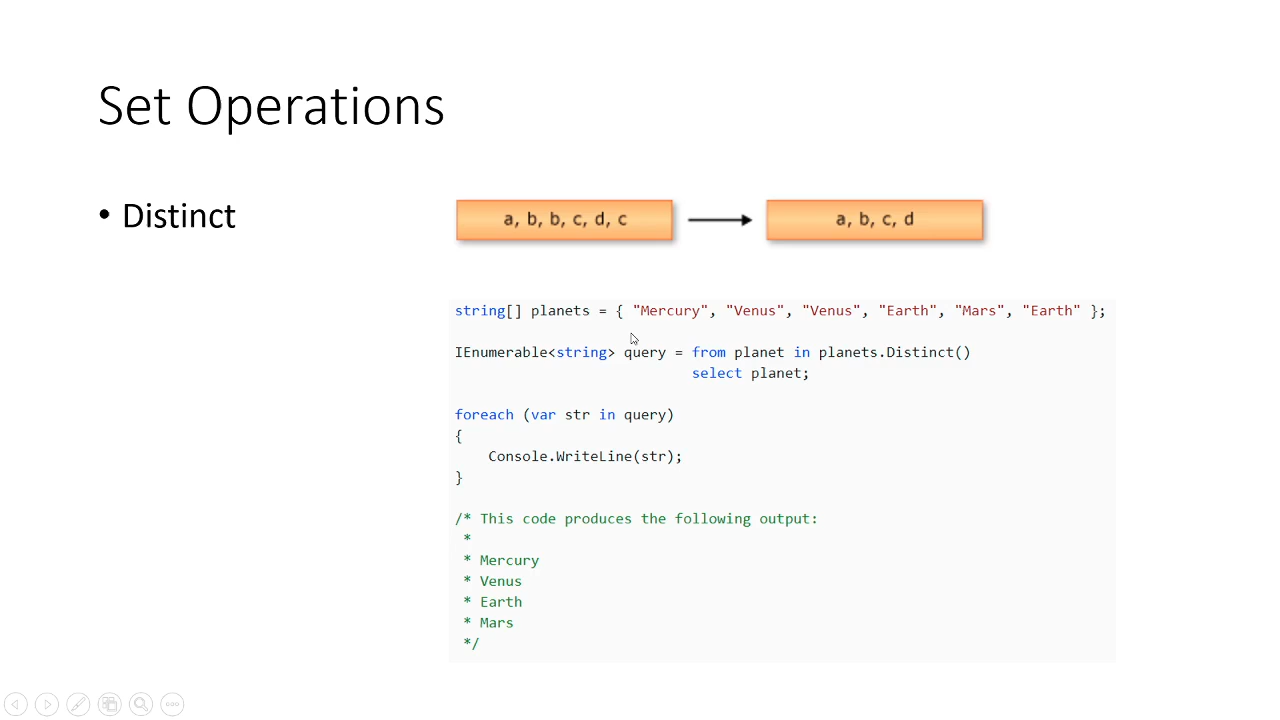 Set Operations
• Distinct
a, b, b, c, d, c
a, b, c, d
string[] planets = { "Mercury", "Venus", "Venus", "Earth", "Mars", "Earth" };
IEnumerable<string> query = from planet in planets.Distinct()
                            select planet;
foreach (var str in query)
{
    Console.WriteLine(str);
}
/* This code produces the following output:
 *
 * Mercury
 * Venus
 * Earth
 * Mars
 */